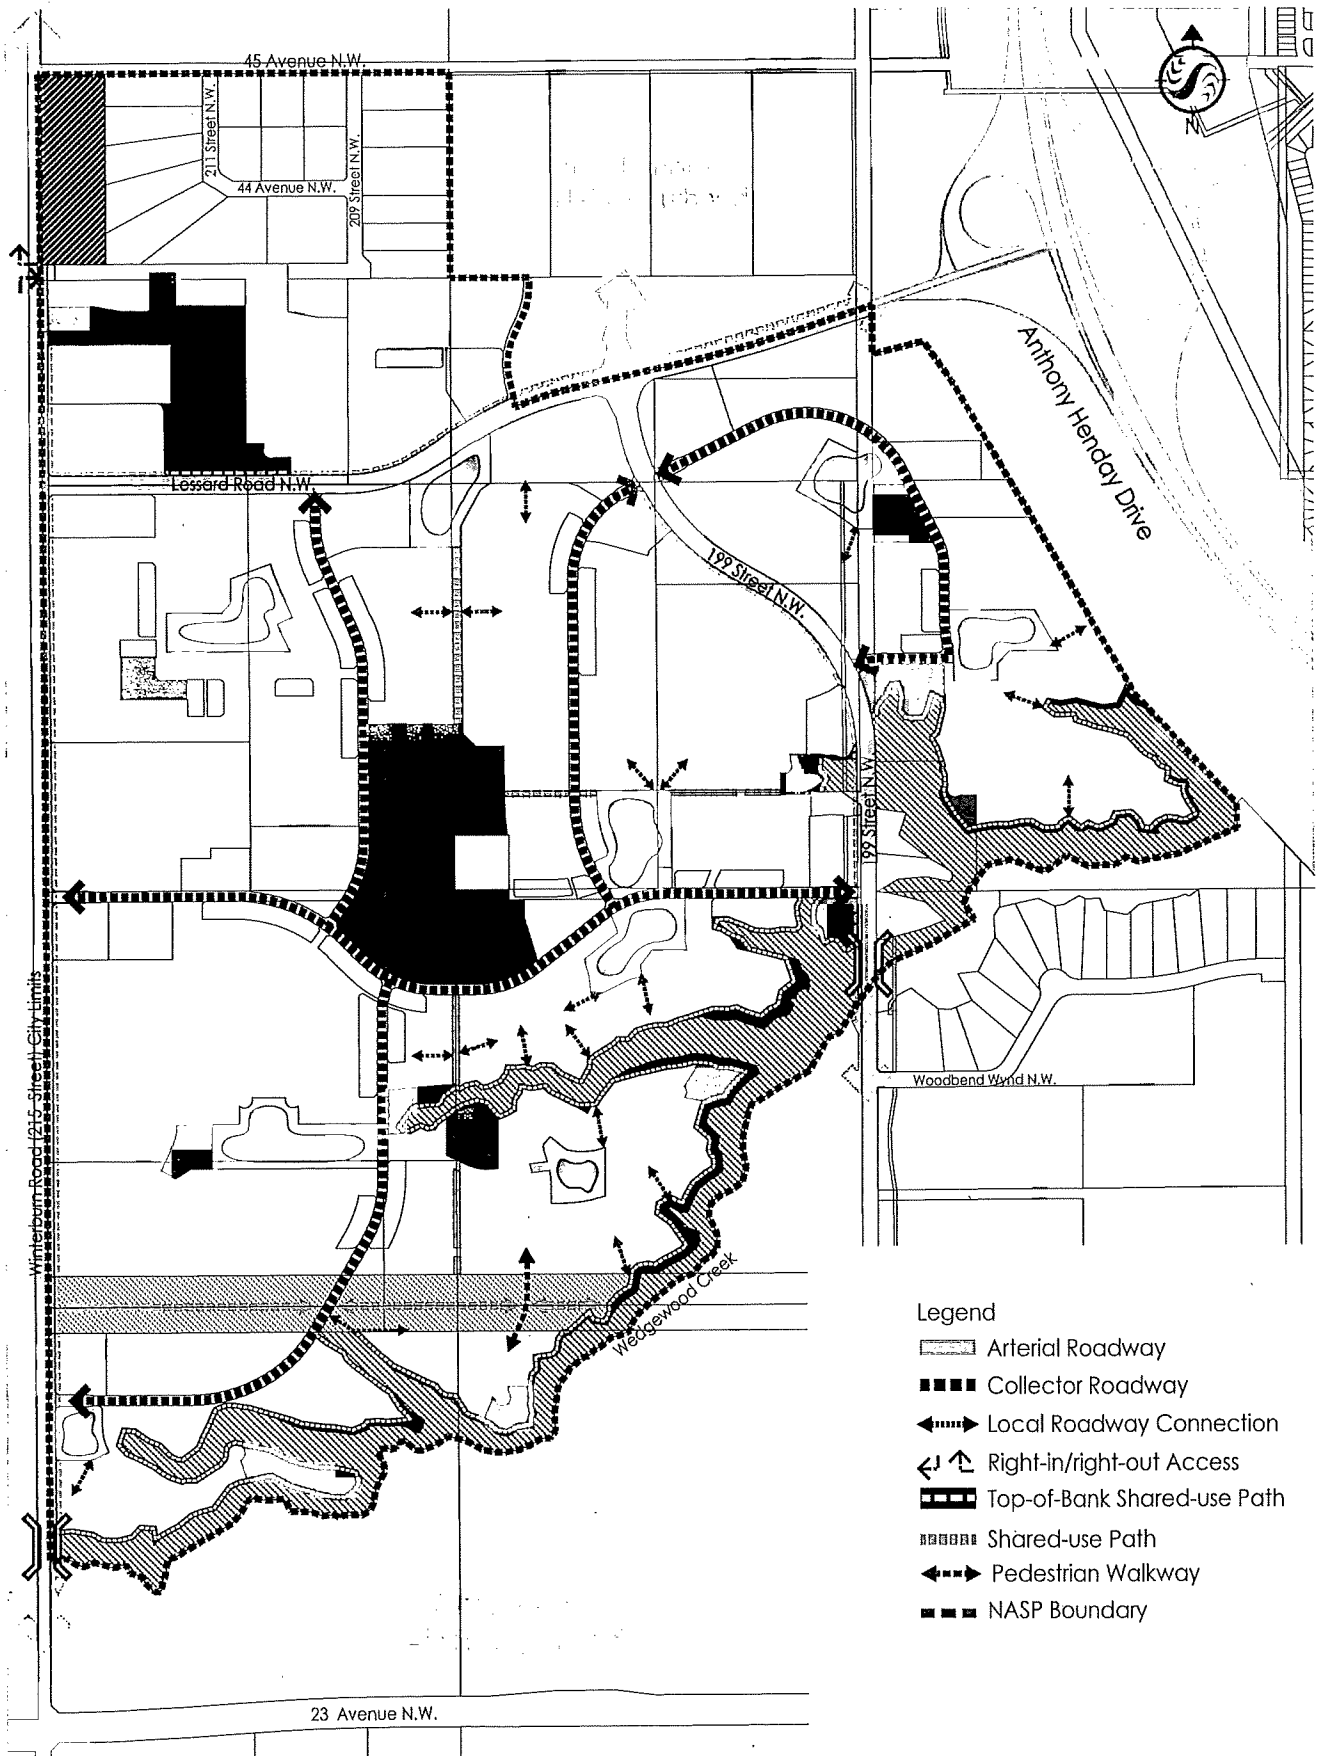 45 Avenue N.W.
N
211 Street N.W.
44 Avenue N.W.
209 Street N.W.
Anthony Henday Drive
Lessard Road N.W.
199 Street N.W.
199 Street N.W.
Winterburn Road (215 Street) City Limits
Woodbend Wynd N.W.
Wedgewood Creek
Legend
Arterial Roadway
Collector Roadway
Local Roadway Connection
Right-in/right-out Access
Top-of-Bank Shared-use Path
Shared-use Path
Pedestrian Walkway
NASP Boundary
23 Avenue N.W.